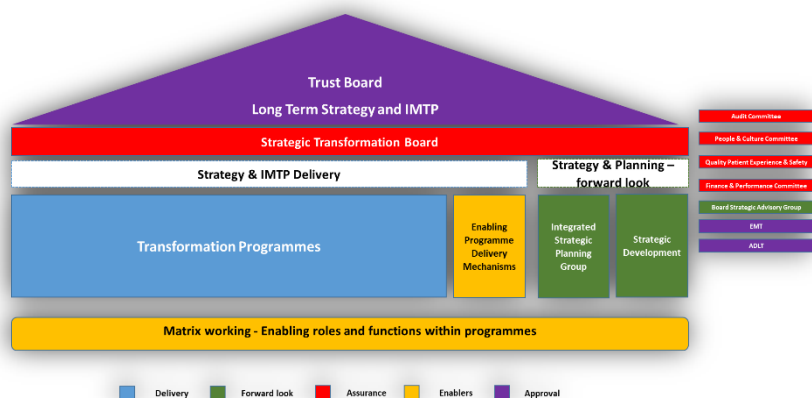 Trust Board
Long Term Strategy and IMTP
Strategic Transformation Board
Strategy & IMTP Delivery
Strategy & Planning –
forward look
Transformation Programmes
Enabling
Programme
Delivery
Mechanisms
Integrated
Strategic
Planning
Group
Strategic
Development
Audit Committee
People & Culture Committee
Quality Patient Experience & Safety
Finance & Performance Committee
Board Strategic Advisory Group
EMT
ADLT
Matrix working - Enabling roles and functions within programmes
Delivery
Forward look
Assurance
Enablers
Approval